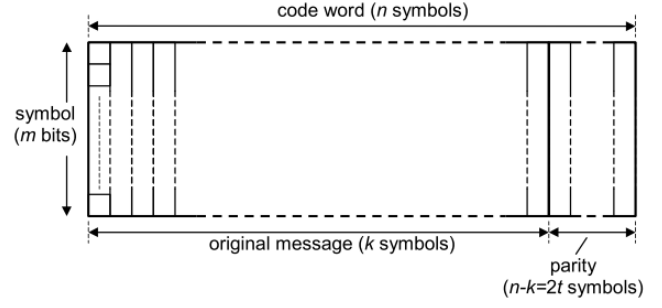 code word (n symbols)
symbol
(m bits)
original message (k symbols)
parity
(n-k=2t symbols)